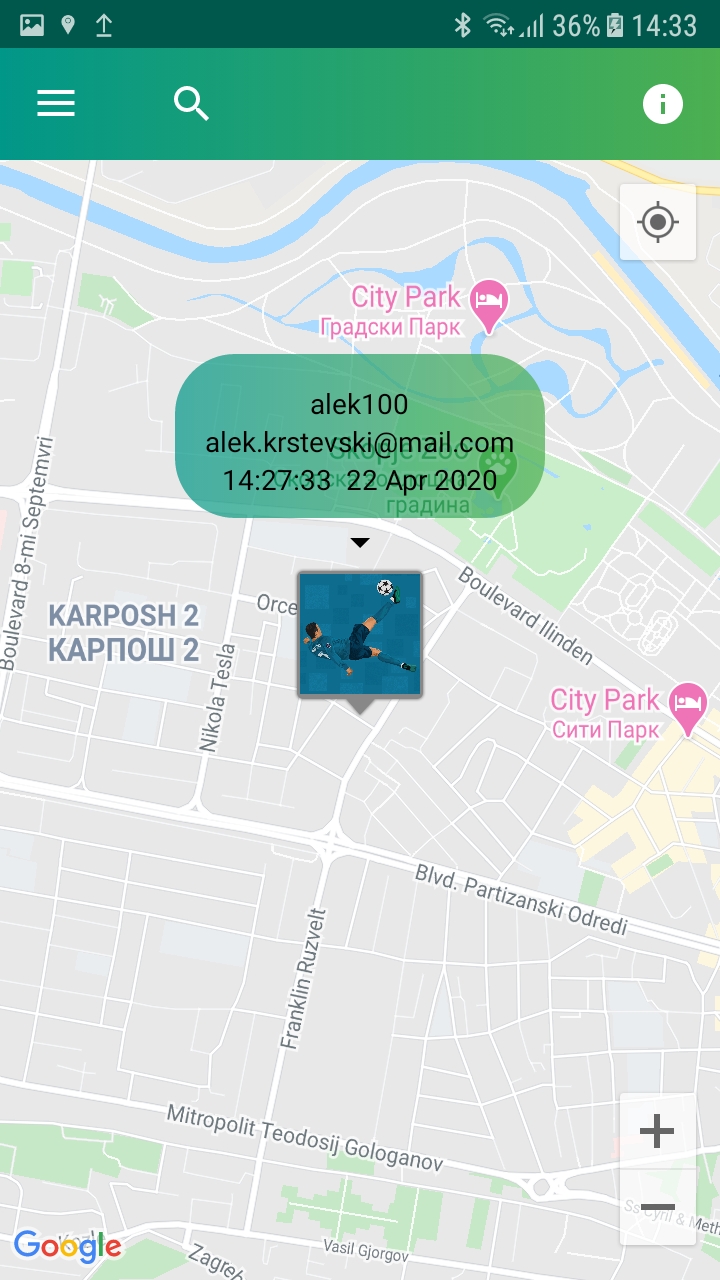 36% 14:33
City Park
Градски Парк
alek100
alek.krstevski@mail.com
Skopje Zoo
14:27:33 22 Apr 2020
градина
Boulevard 8-mi Septemvri
Boulevard Ilinden
Orce
KARPOSH 2
КАРПОШ 2
Nikola Tesla
City Park
Сити Парк
Blvd. Partizanski Odredi
Franklin Ruzvelt
Mitropolit Teodosij Gologanov
Ss Cyril & Meth
Google
Vasil Gjorgov
Zagreb